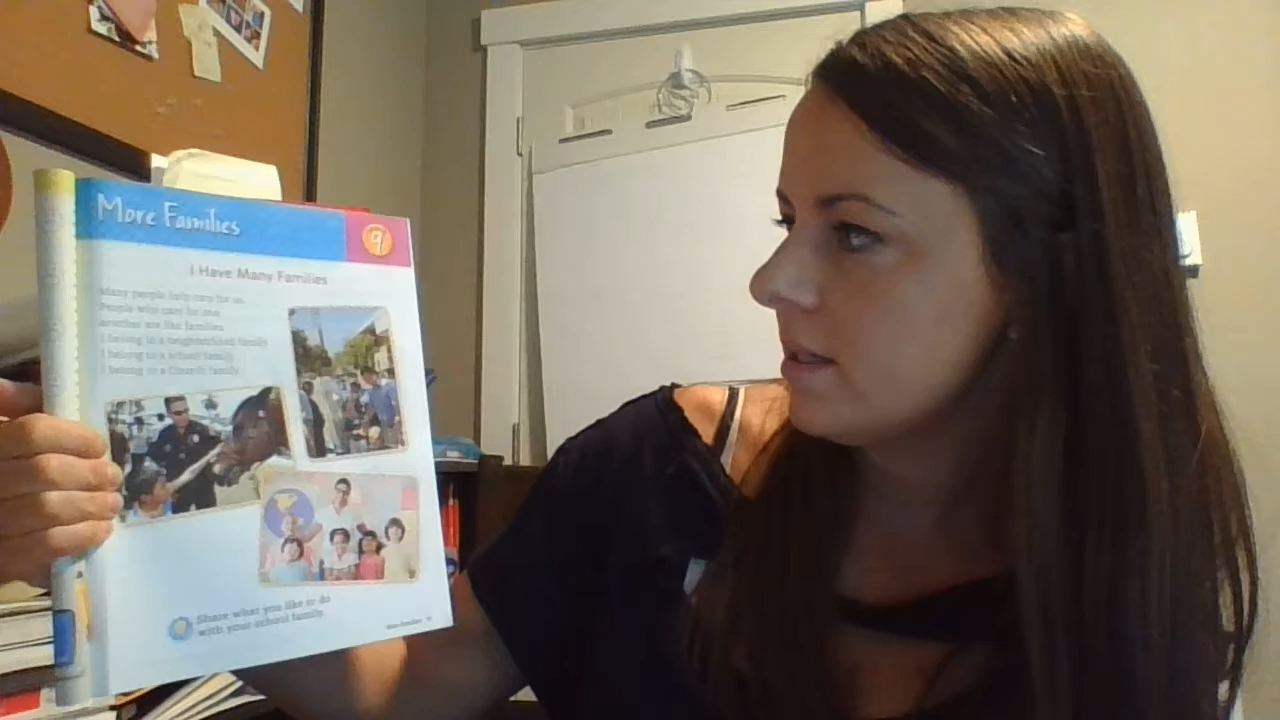 More Families
9
I Have Many Families
Many people help care for us.
People who care for one
another are like families.
I belong to a neighborhood family.
I belong to a school family.
I belong to a Church family.
Share what you like to do
with your school family.
More Families